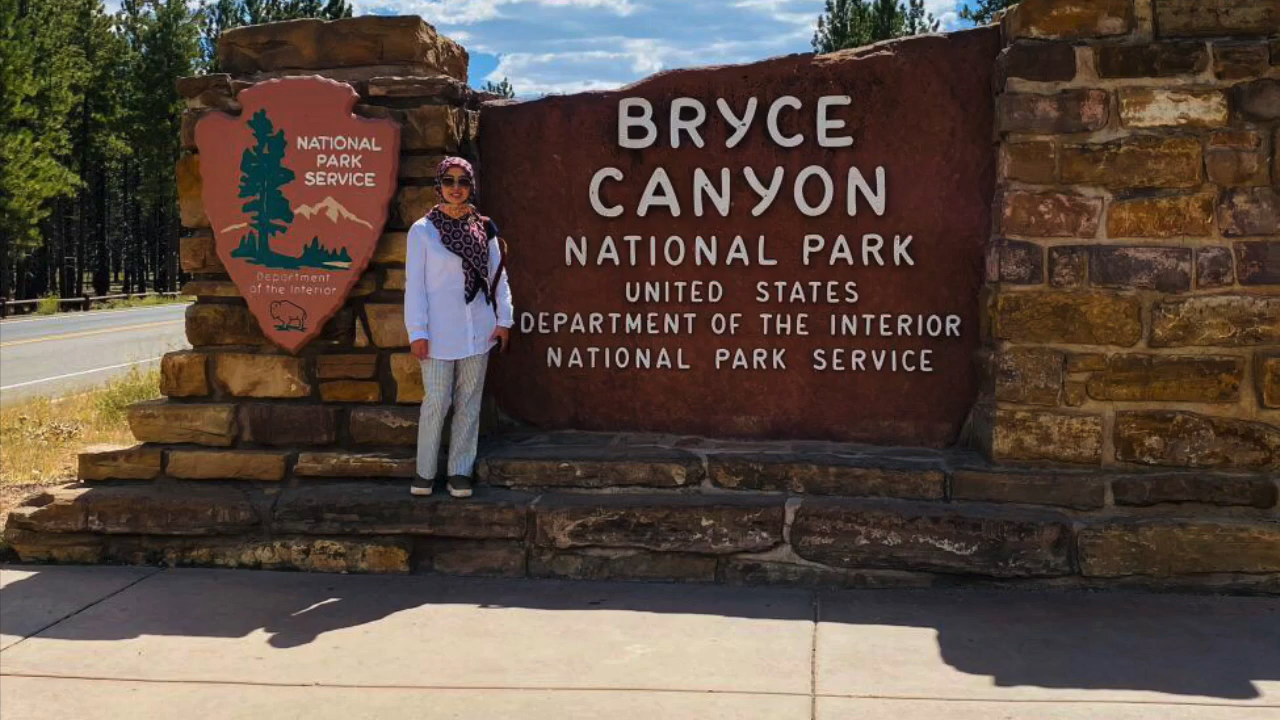 NATIONAL
PARK
SERVICE
Department
of the Interior
BRYCE
CANYON
NATIONAL PARK
UNITED STATES
DEPARTMENT OF THE INTERIOR
NATIONAL PARK SERVICE